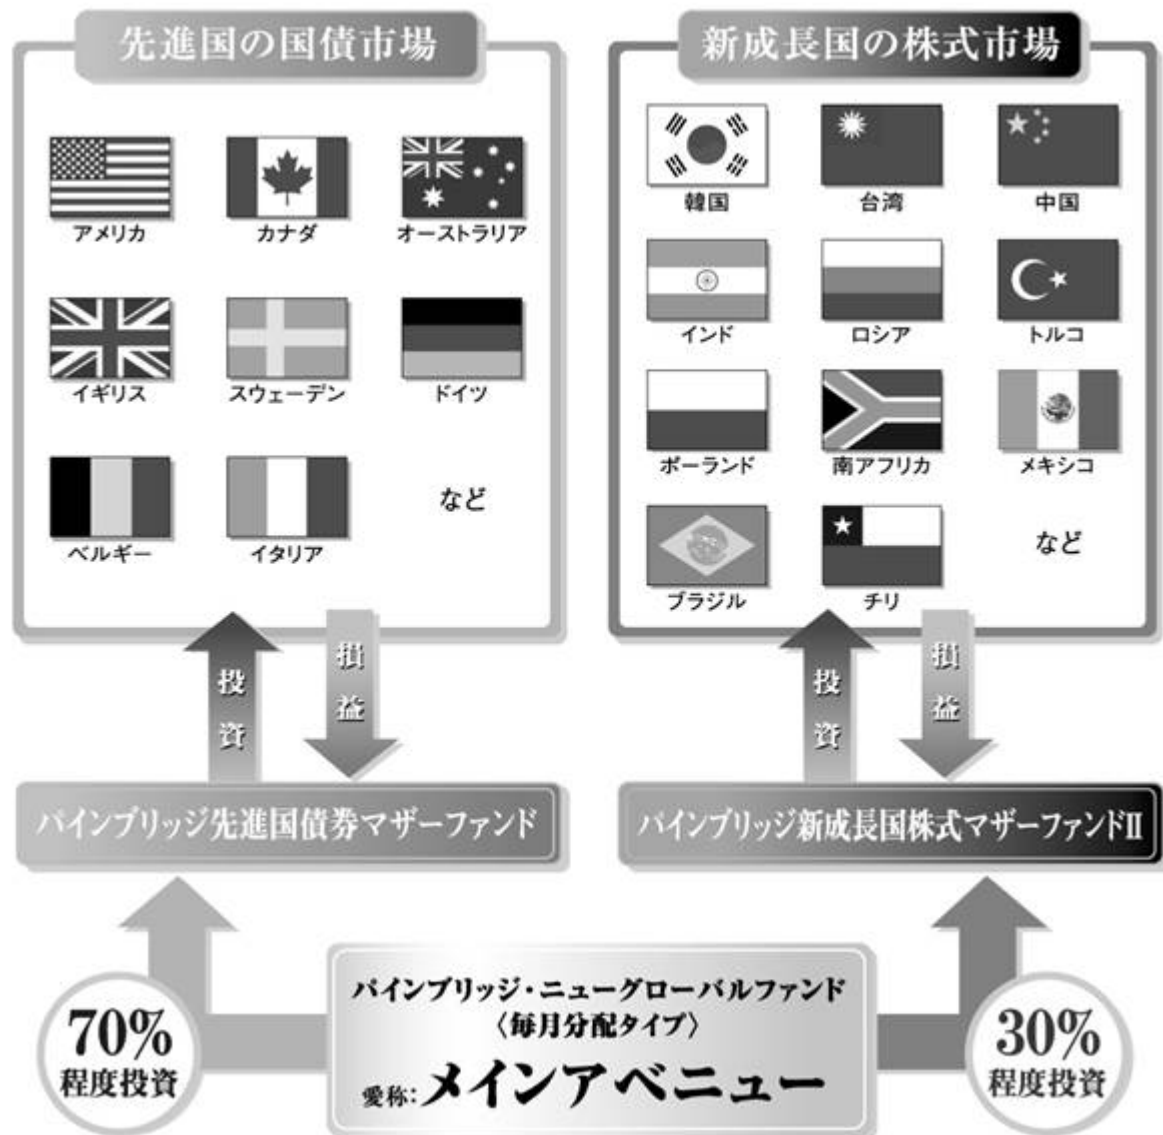 先進国の国債市場
アメリカ
カナダ
オーストラリア
イギリス
スウェーデン
ドイツ
ベルギー
イタリア
など
新成長国の株式市場
韓国
台湾
中国
インド
ロシア
トルコ
ポーランド
南アフリカ
メキシコ
ブラジル
チリ
など
投資
損益
投資
損益
パインブリッジ先進国債券マザーファンド
パインブリッジ新成長国株式マザーファンドII
70%
程度投資
パインブリッジ・ニューグローバルファンド
〈毎月分配タイプ〉
愛称:メインアベニュー
30%
程度投資